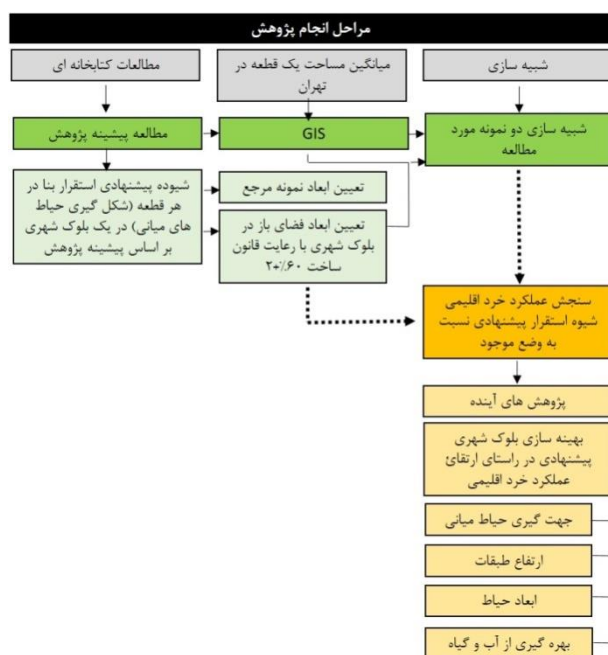 مراحل انجام پژوهش
شبیه سازی
میانگین مساحت یک قطعه در
تهران
مطالعات کتابخانه ای
شبیه سازی دو نمونه مورد
مطالعه
GIS
مطالعه پیشینه پژوهش
تعیین ابعاد نمونه مرجع
شیوده پیشنهادی استقرار بنا در
هر قطعه (شکل گیری حیاط
های میانی) در یک بلوک شهری
بر اساس پیشینه پژوهش
تعیین ابعاد فضای باز در
بلوک شهری با رعایت قانون
ساخت ۶۰٪+۲
سنجش عملکرد خرد اقلیمی
شیوه استقرار پیشنهادی نسبت
به وضع موجود
پژوهش های آینده
بهینه سازی بلوک شهری
پیشنهادی در راستای ارتقائ
عملکرد خرد اقلیمی
جهت گیری حیاط میانی
ارتفاع طبقات
ابعاد حیاط
بهره گیری از آب و گیاه